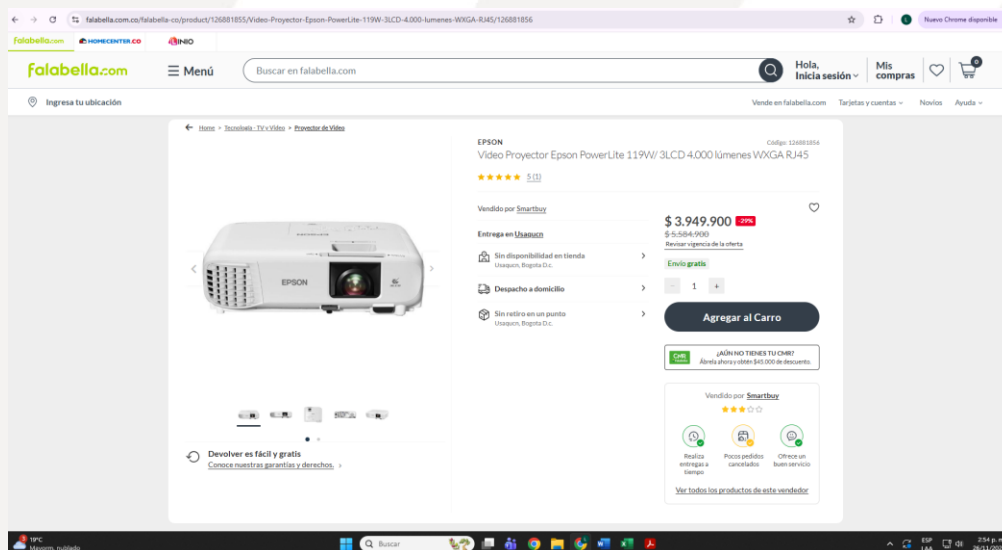 falabella.com.co/falabella-co/product/126881855/Video-Proyector-Epson-PowerLite-119W-3LCD-4.000-lumenes-WXGA-RJ45/126881856
Nuevo Chrome disponible
falabella.com HOMECENTER.CO LINIO
falabella.com Menú Buscar en falabella.com Hola, Inicia sesión Mis compras 0
Ingresa tu ubicación Vende en falabella.com Tarjetas y cuentas Novios Ayuda
Home Tecnología - TV y Video Proyector de Video
EPSON Código: 126881856
Video Proyector Epson PowerLite 119W/ 3LCD 4.000 lúmenes WXGA RJ45
5 (1)
Vendido por Smartbuy
$ 3.949.900 -29%
$ 5.584.900
Revisar vigencia de la oferta
Entrega en Usaqucn
Sin disponibilidad en tienda
Usaqucn, Bogota D.c.
Envío gratis
Despacho a domicilio
- 1 +
Sin retiro en un punto
Usaqucn, Bogota D.c.
Agregar al Carro
EPSON
CMR
¿AÚN NO TIENES TU CMR?
Ábrela ahora y obtén $45.000 de descuento.
Vendido por Smartbuy
Realiza entregas a tiempo
Pocos pedidos cancelados
Ofrece un buen servicio
Ver todos los productos de este vendedor
Devolver es fácil y gratis
Conoce nuestras garantías y derechos.
3
19°C
Mayorm. nublado
Buscar
ESP
LAA
2:54 p.